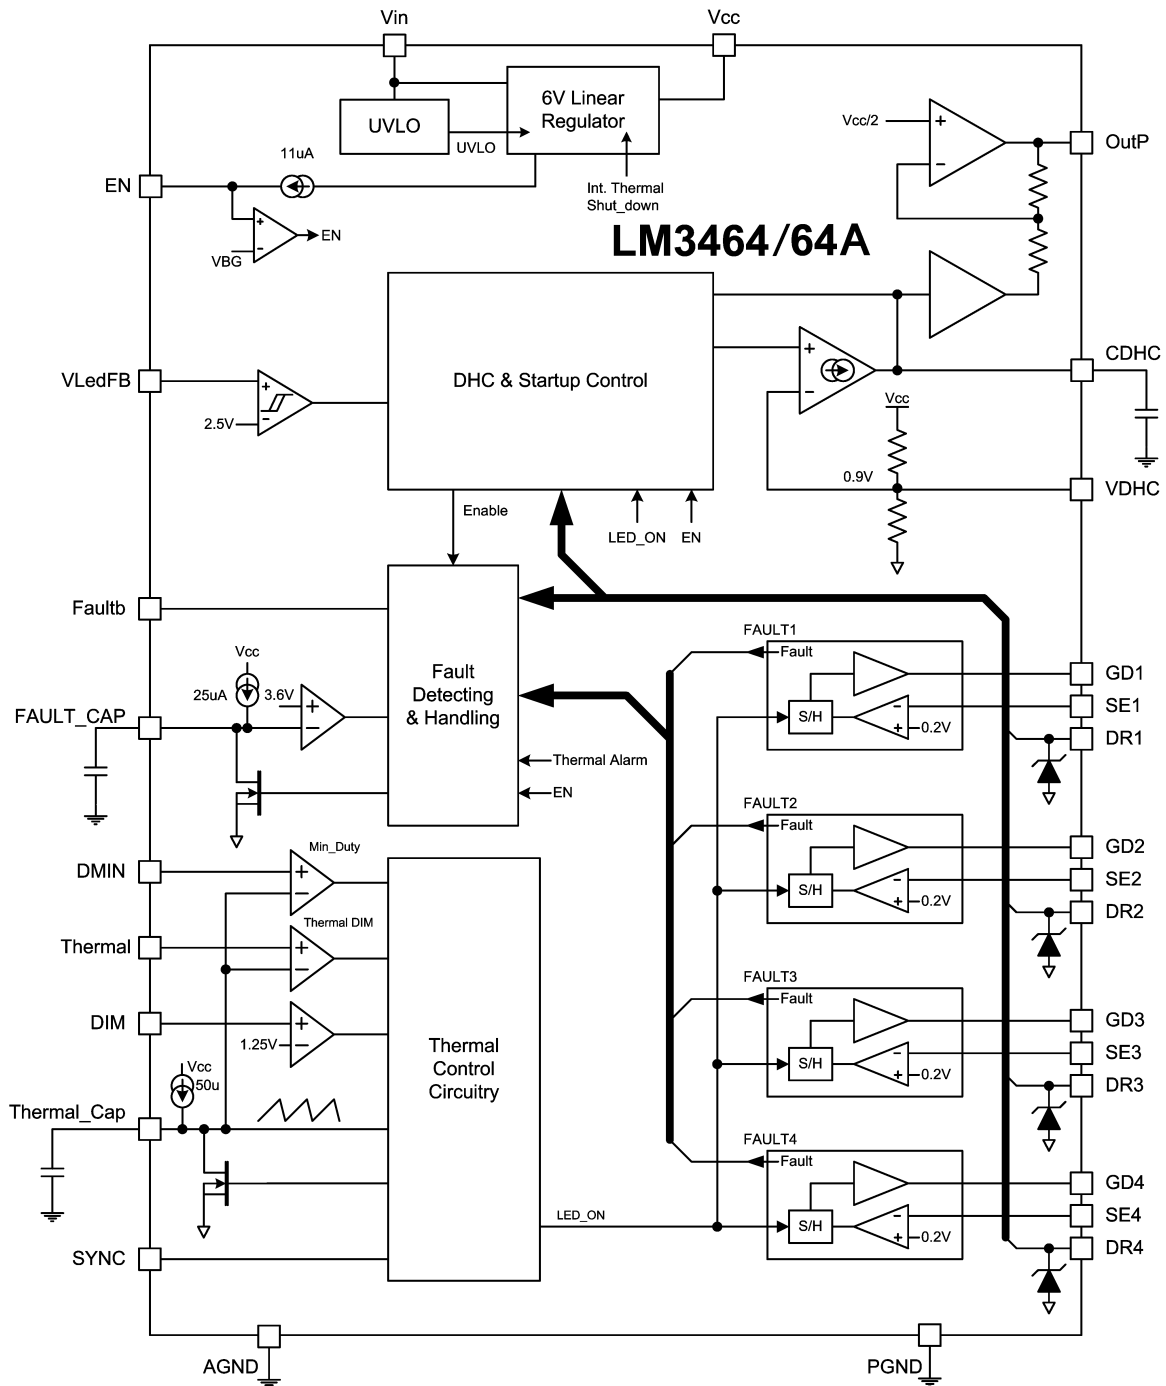 Vin
Vcc
6V Linear
Regulator
UVLO
UVLO
Int. Thermal
Shut_down
11uA
EN
+
-
VBG
EN
LM3464/64A
Vcc/2
+
-
OutP
VLedFB
+
-
2.5V
DHC & Startup Control
+
-
CDHC
Vcc
0.9V
VDHC
Enable
LED_ON
EN
Faultb
Vcc
25uA
3.6V
+
-
FAULT_CAP
Fault
Detecting
& Handling
Thermal Alarm
EN
FAULT1
Fault
S/H
-
+
0.2V
GD1
SE1
DR1
FAULT2
Fault
S/H
-
+
0.2V
GD2
SE2
DR2
DMIN
Min_Duty
+
-
Thermal
Thermal DIM
+
-
DIM
+
-
1.25V
Vcc
50u
Thermal_Cap
Thermal
Control
Circuitry
FAULT3
Fault
S/H
-
+
0.2V
GD3
SE3
DR3
FAULT4
Fault
S/H
-
+
0.2V
GD4
SE4
DR4
LED_ON
SYNC
AGND
PGND